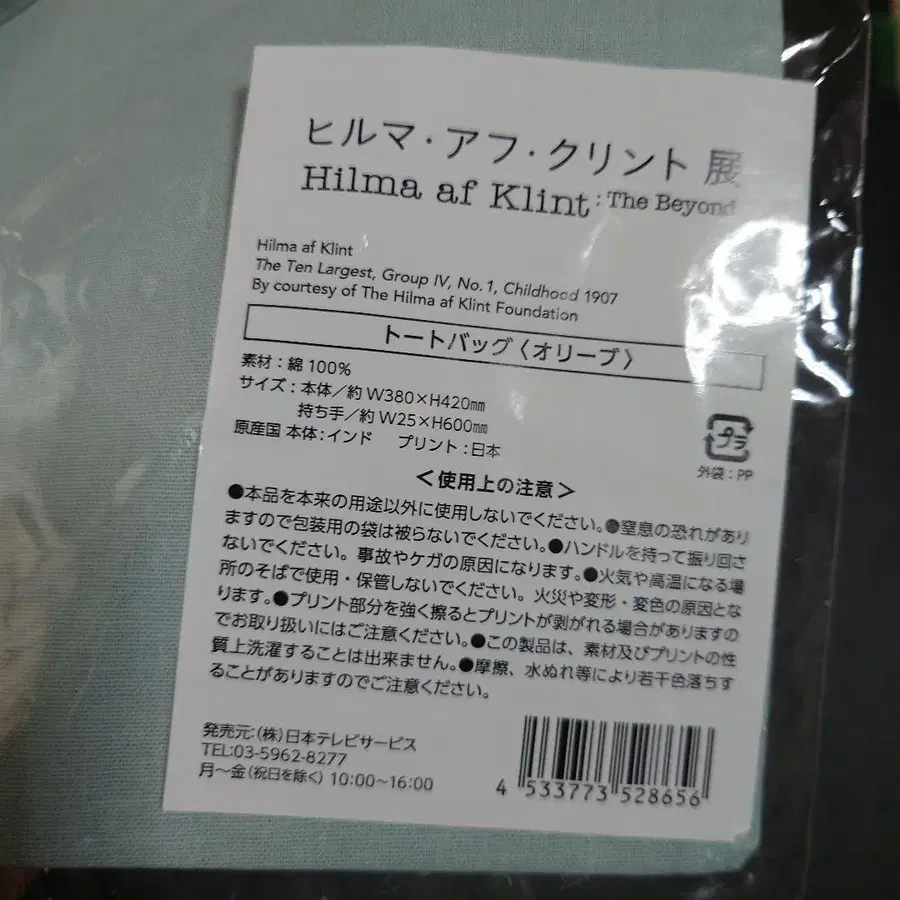 ヒルマ・アフ・クリント 展
Hilma af Klint : The Beyond
Hilma af Klint
The Ten Largest, Group IV, No.1, Childhood 1907
By courtesy of The Hilma af Klint Foundation
トートバッグ〈オリーブ〉
素材：綿100%
サイズ：本体／約 W380×H420㎜
持ち手／約 W25×H600㎜
原産国 本体：インド　プリント：日本
プラ
外袋：PP
＜使用上の注意＞
●本品を本来の用途以外に使用しないでください。●窒息の恐れがあり
ますので包装用の袋は被らないでください。●ハンドルを持って振り回さ
ないでください。事故やケガの原因になります。●火気や高温になる場
所のそばで使用・保管しないでください。火災や変形・変色の原因とな
ります。●プリント部分を強く擦るとプリントが剥がれる場合がありますの
でお取り扱いにはご注意ください。●この製品は、素材及びプリントの性
質上洗濯することは出来ません。●摩擦、水ぬれ等により若干色落ちす
ることがありますのでご注意ください。
発売元：（株）日本テレビサービス
TEL:03-5962-8277
月～金（祝日を除く）10:00～16:00
4 533773 528656